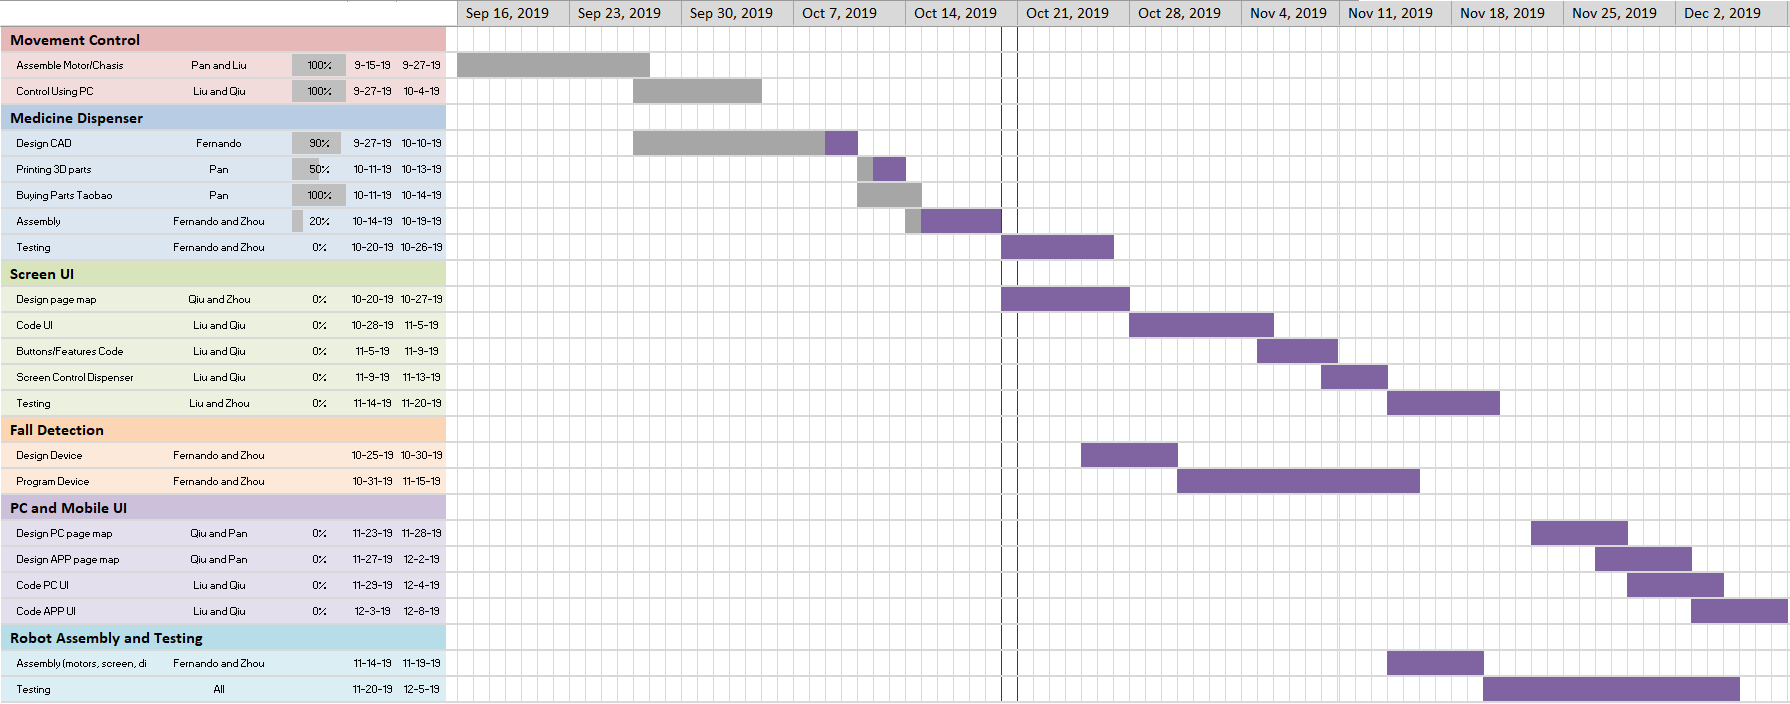 Sep 16, 2019 Sep 23, 2019 Sep 30, 2019 Oct 7, 2019 Oct 14, 2019 Oct 21, 2019 Oct 28, 2019 Nov 4, 2019 Nov 11, 2019 Nov 18, 2019 Nov 25, 2019 Dec 2, 2019
Movement Control
Assemble Motor/Chasis Pan and Liu 100% 9-15-19 9-27-19
Control Using PC Liu and Qiu 100% 9-27-19 10-4-19
Medicine Dispenser
Design CAD Fernando 90% 9-27-19 10-10-19
Printing 3D parts Pan 50% 10-11-19 10-13-19
Buying Parts Taobao Pan 100% 10-11-19 10-14-19
Assembly Fernando and Zhou 20% 10-14-19 10-19-19
Testing Fernando and Zhou 0% 10-20-19 10-26-19
Screen UI
Design page map Qiu and Zhou 0% 10-20-19 10-27-19
Code UI Liu and Qiu 0% 10-28-19 11-5-19
Buttons/Features Code Liu and Qiu 0% 11-5-19 11-9-19
Screen Control Dispenser Liu and Qiu 0% 11-9-19 11-13-19
Testing Liu and Zhou 0% 11-14-19 11-20-19
Fall Detection
Design Device Fernando and Zhou 10-25-19 10-30-19
Program Device Fernando and Zhou 10-31-19 11-15-19
PC and Mobile UI
Design PC page map Qiu and Pan 0% 11-23-19 11-28-19
Design APP page map Qiu and Pan 0% 11-27-19 12-2-19
Code PC UI Liu and Qiu 0% 11-29-19 12-4-19
Code APP UI Liu and Qiu 0% 12-3-19 12-8-19
Robot Assembly and Testing
Assembly (motors, screen, di Fernando and Zhou 11-14-19 11-19-19
Testing All 11-20-19 12-5-19